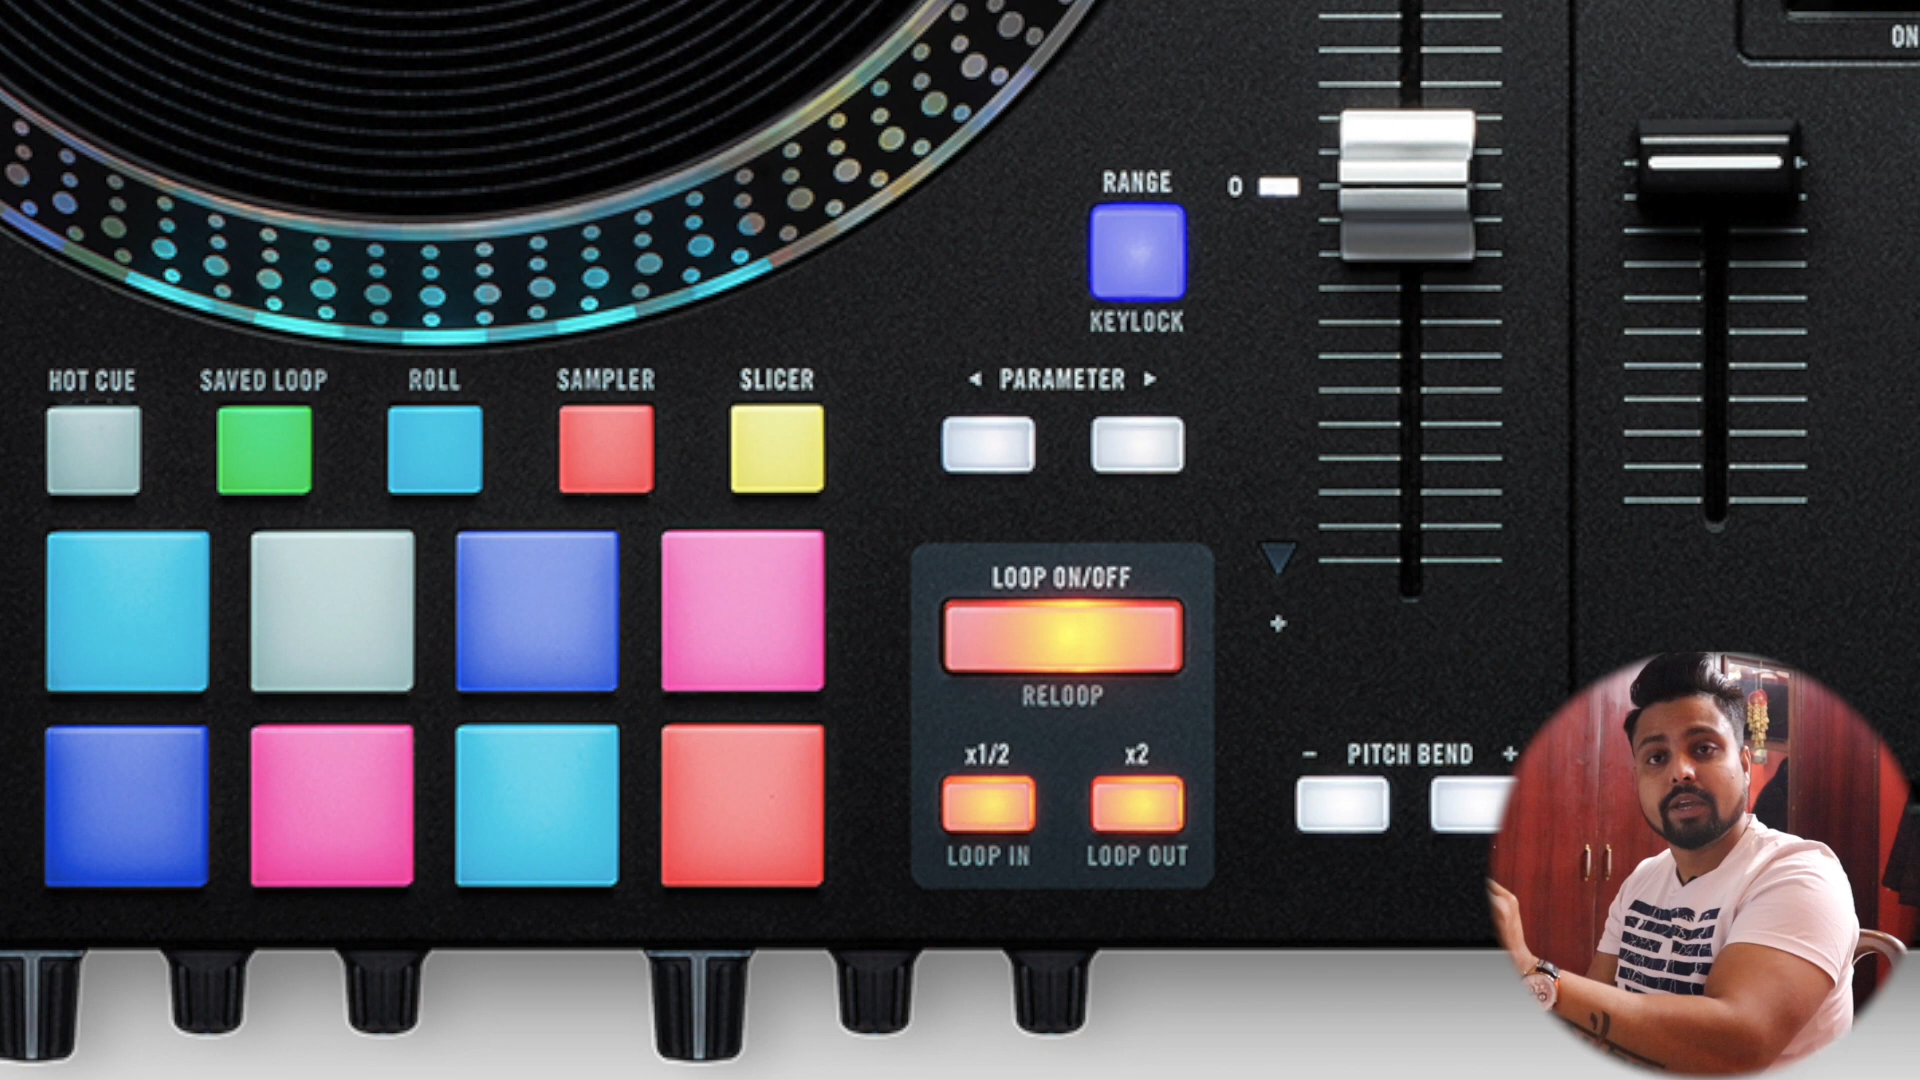 ON
RANGE
0
KEYLOCK
HOT CUE SAVED LOOP ROLL SAMPLER SLICER
◄ PARAMETER ►
LOOP ON/OFF
RELOOP
+
x1/2 x2
- PITCH BEND +
LOOP IN LOOP OUT